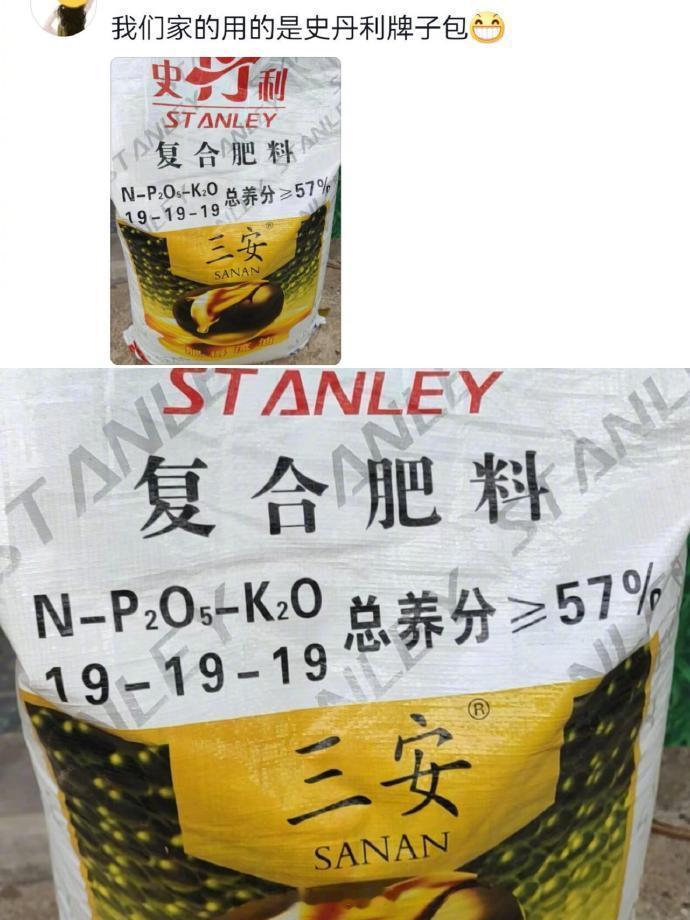 我们家的用的是史丹利牌子包😁
史丹利
STANLEY
复合肥料
N-P₂O₅-K₂O 总养分≥57%
19-19-19
三安®
SANAN
STANLEY
复合肥料
N-P₂O₅-K₂O 总养分≥57%
19-19-19
三安®
SANAN